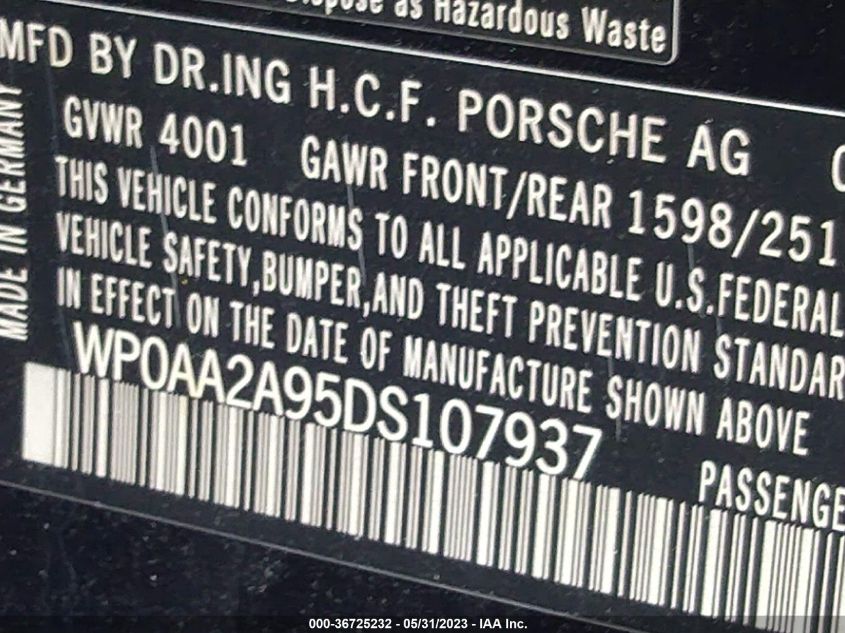 Dispose as Hazardous Waste
MFD BY DR.ING H.C.F. PORSCHE AG
GVWR 4001 GAWR FRONT/REAR 1598/251
THIS VEHICLE CONFORMS TO ALL APPLICABLE U.S.FEDERAL
VEHICLE SAFETY,BUMPER,AND THEFT PREVENTION STANDAR
IN EFFECT ON THE DATE OF MANUFACTURE SHOWN ABOVE
WP0AA2A95DS107937
PASSENGE
MADE IN GERMANY
000-36725232 - 05/31/2023 - IAA Inc.